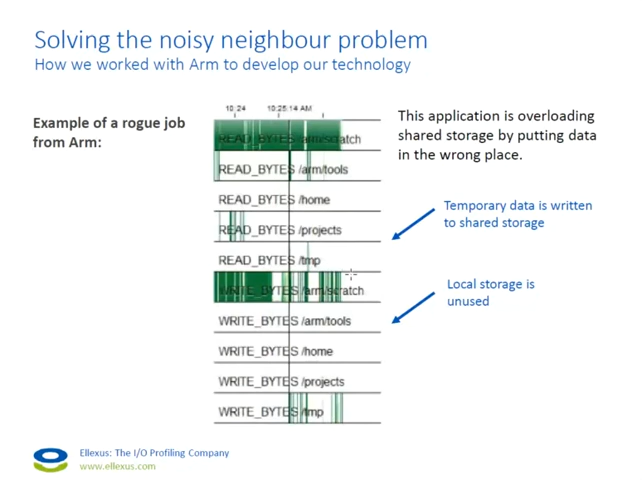 Solving the noisy neighbour problem
How we worked with Arm to develop our technology
Example of a rogue job
from Arm:
10:24 10:25:14 AM
READ_BYTES /arm/scratch
READ_BYTES /arm/tools
READ_BYTES /home
READ_BYTES /projects
READ_BYTES /tmp
WRITE_BYTES /arm/scratch
WRITE_BYTES /arm/tools
WRITE_BYTES /home
WRITE_BYTES /projects
WRITE_BYTES /tmp
This application is overloading
shared storage by putting data
in the wrong place.
Temporary data is written
to shared storage
Local storage is
unused
Ellexus: The I/O Profiling Company
www.ellexus.com